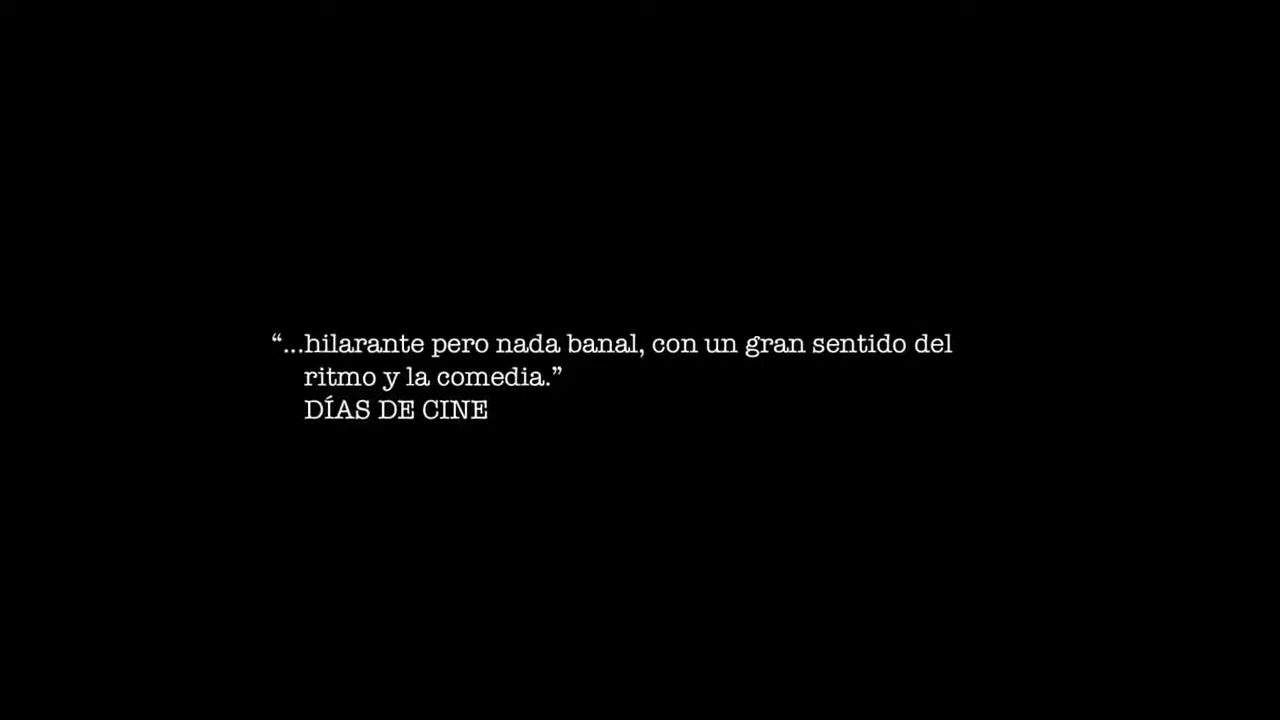 “...hilarante pero nada banal, con un gran sentido del
ritmo y la comedia.”
DÍAS DE CINE